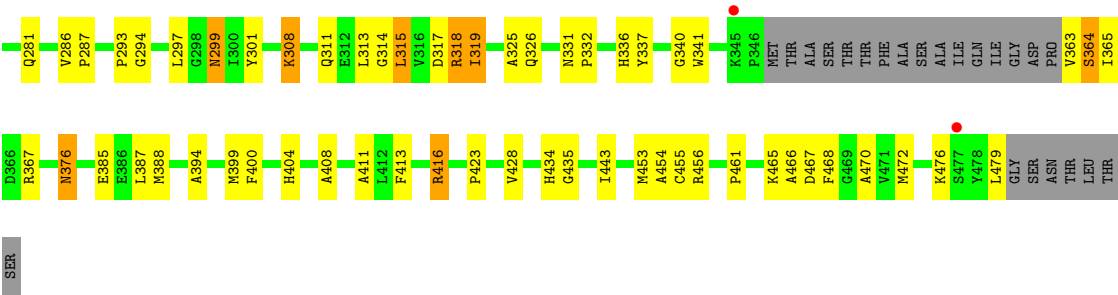 Q281 V286 P287 P293 G294 L297 G298 N299 I300 Y301 K308 Q311 E312 L313 G314 L315 V316 D317 R318 I319 A325 Q326 N331 P332 H336 Y337 G340 W341 K345 P346 MET THR ALA SER THR THR PHE ALA SER ALA ILE GLN ILE GLY ASP PRO V363 S364 I365
D366 R367 N376 E385 E386 L387 M388 A394 M399 F400 H404 A408 A411 L412 F413 R416 P423 V428 H434 G435 I443 M453 A454 C455 R456 P461 K465 A466 D467 F468 G469 A470 V471 M472 K476 S477 Y478 L479 GLY SER ASN THR LEU THR
SER